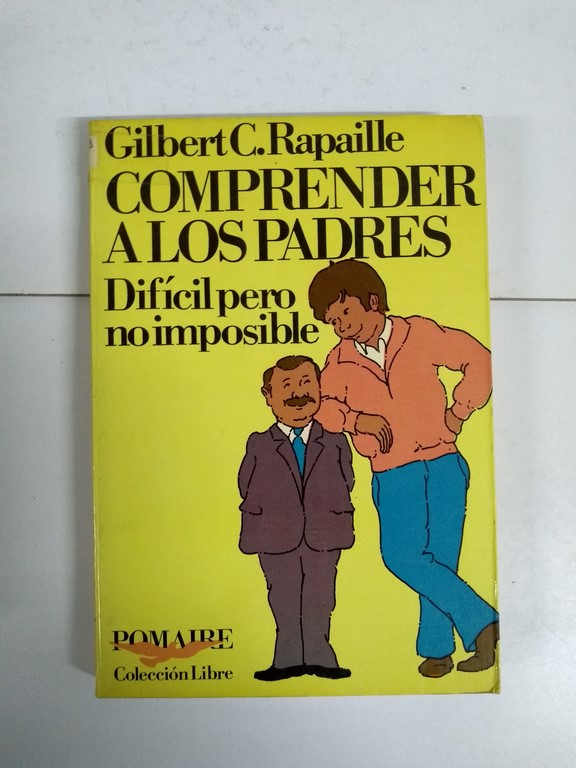 Gilbert C. Rapaille
COMPRENDER
A LOS PADRES
Difícil pero
no imposible
POMAIRE
Colección Libre